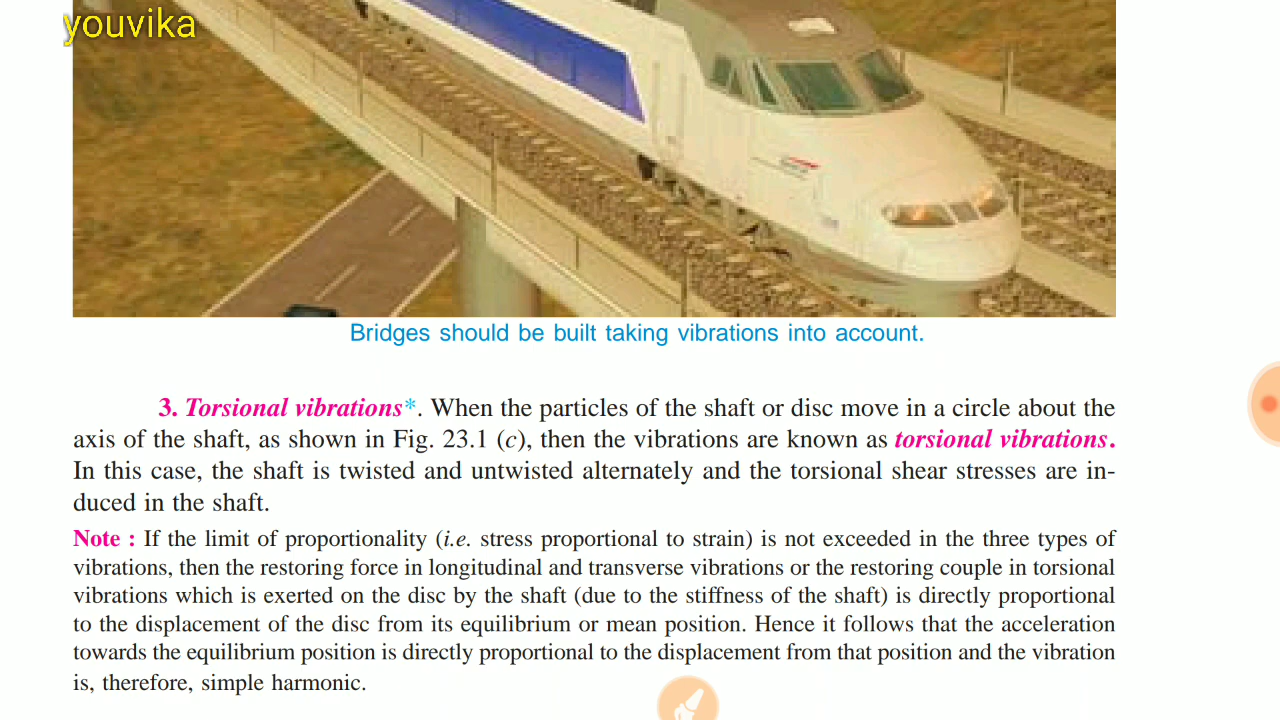 youvika
Bridges should be built taking vibrations into account.
3. Torsional vibrations*. When the particles of the shaft or disc move in a circle about the
axis of the shaft, as shown in Fig. 23.1 (c), then the vibrations are known as torsional vibrations.
In this case, the shaft is twisted and untwisted alternately and the torsional shear stresses are in-
duced in the shaft.
Note : If the limit of proportionality (i.e. stress proportional to strain) is not exceeded in the three types of
vibrations, then the restoring force in longitudinal and transverse vibrations or the restoring couple in torsional
vibrations which is exerted on the disc by the shaft (due to the stiffness of the shaft) is directly proportional
to the displacement of the disc from its equilibrium or mean position. Hence it follows that the acceleration
towards the equilibrium position is directly proportional to the displacement from that position and the vibration
is, therefore, simple harmonic.